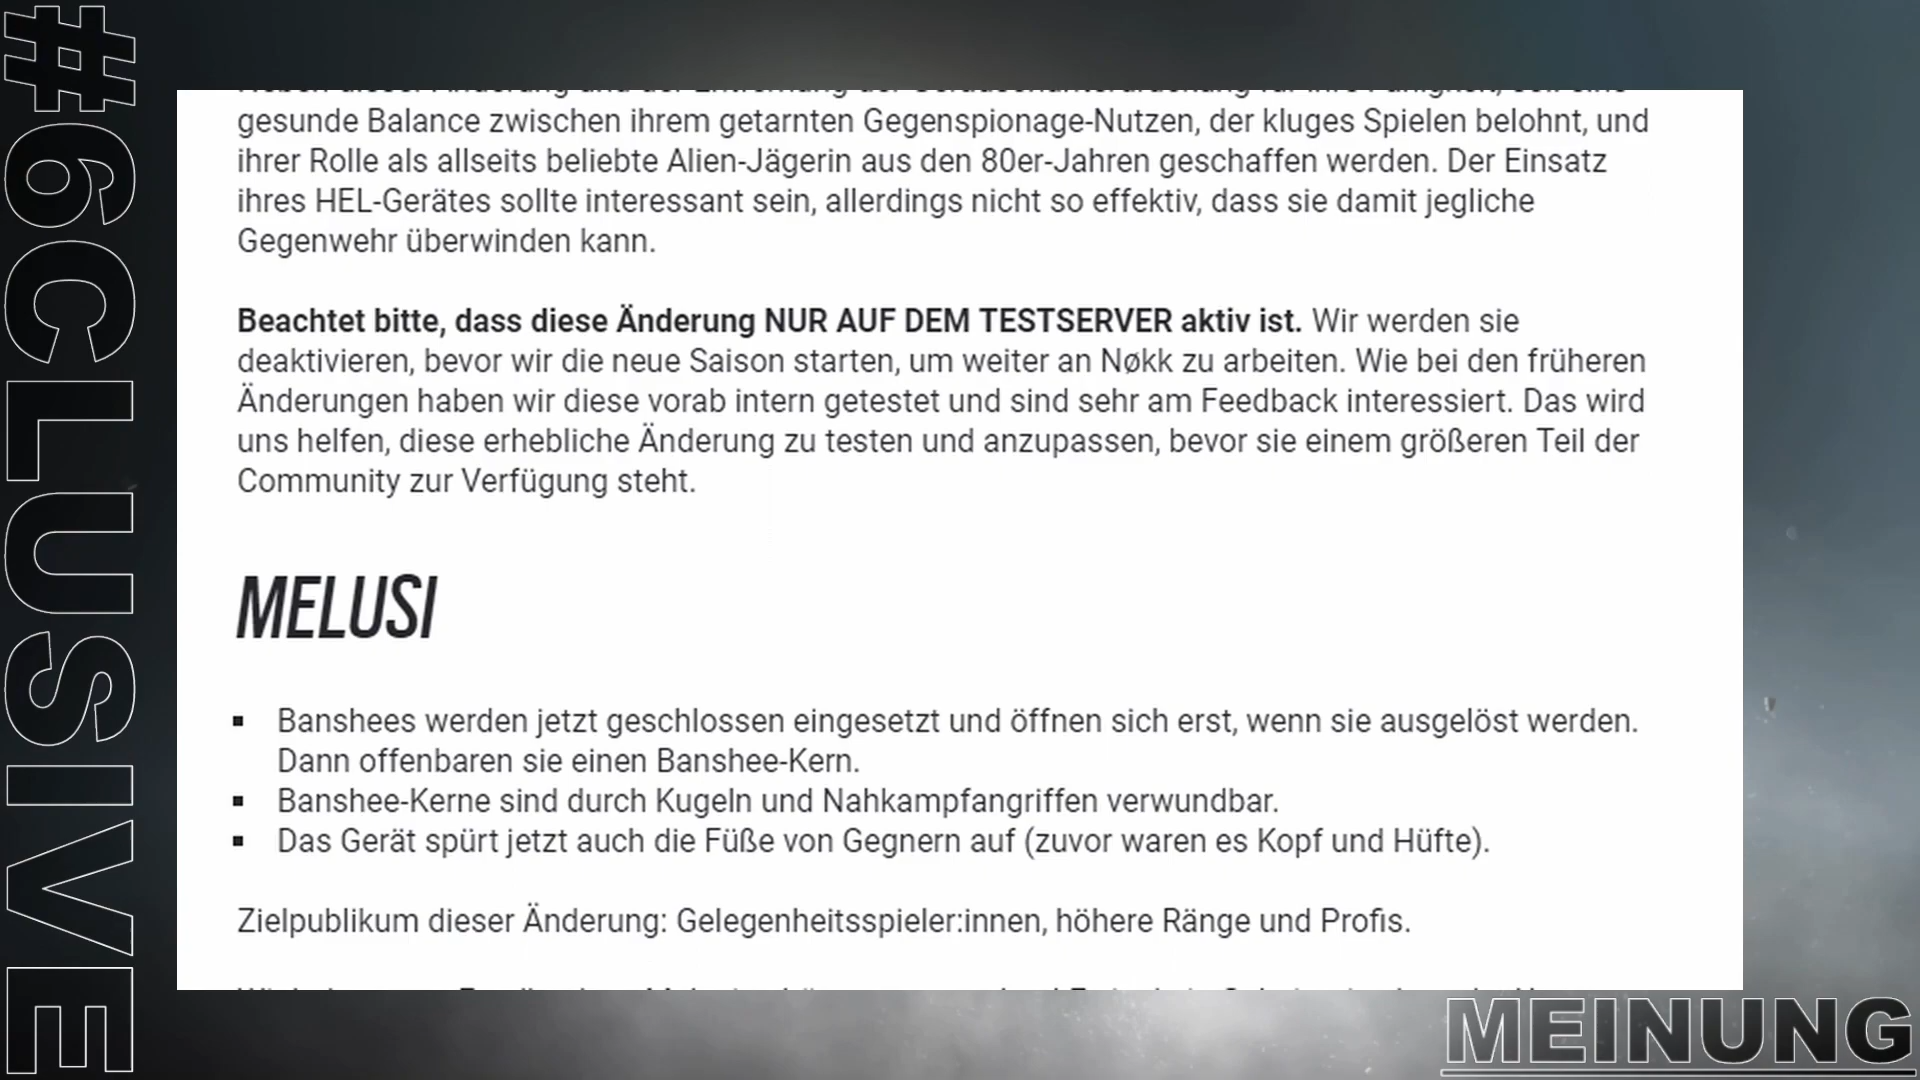 #6CLUSIVE
gesunde Balance zwischen ihrem getarnten Gegenspionage-Nutzen, der kluges Spielen belohnt, und
ihrer Rolle als allseits beliebte Alien-Jägerin aus den 80er-Jahren geschaffen werden. Der Einsatz
ihres HEL-Gerätes sollte interessant sein, allerdings nicht so effektiv, dass sie damit jegliche
Gegenwehr überwinden kann.
Beachtet bitte, dass diese Änderung NUR AUF DEM TESTSERVER aktiv ist. Wir werden sie
deaktivieren, bevor wir die neue Saison starten, um weiter an Nøkk zu arbeiten. Wie bei den früheren
Änderungen haben wir diese vorab intern getestet und sind sehr am Feedback interessiert. Das wird
uns helfen, diese erhebliche Änderung zu testen und anzupassen, bevor sie einem größeren Teil der
Community zur Verfügung steht.
MELUSI
▪ Banshees werden jetzt geschlossen eingesetzt und öffnen sich erst, wenn sie ausgelöst werden.
Dann offenbaren sie einen Banshee-Kern.
▪ Banshee-Kerne sind durch Kugeln und Nahkampfangriffen verwundbar.
▪ Das Gerät spürt jetzt auch die Füße von Gegnern auf (zuvor waren es Kopf und Hüfte).
Zielpublikum dieser Änderung: Gelegenheitsspieler:innen, höhere Ränge und Profis.
MEINUNG